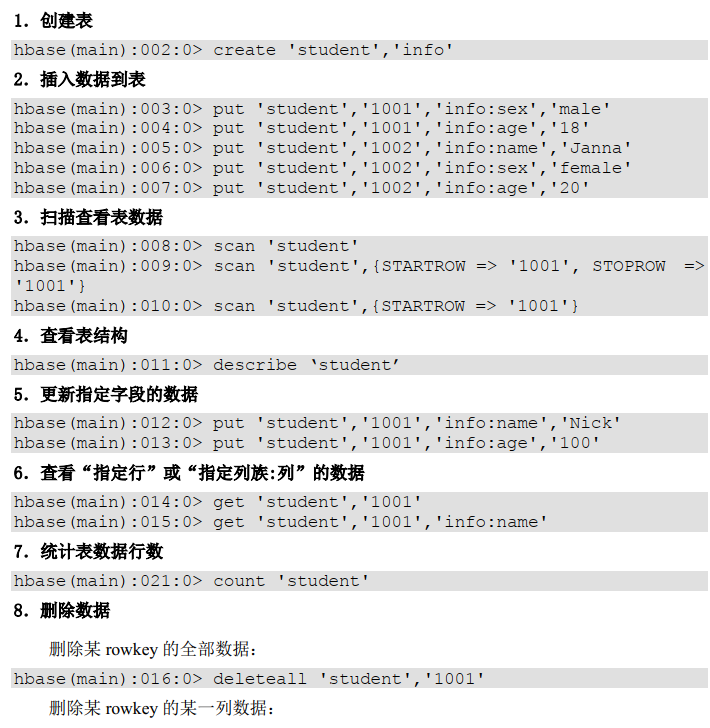 1．创建表
hbase(main):002:0> create 'student','info'
2．插入数据到表
hbase(main):003:0> put 'student','1001','info:sex','male'
hbase(main):004:0> put 'student','1001','info:age','18'
hbase(main):005:0> put 'student','1002','info:name','Janna'
hbase(main):006:0> put 'student','1002','info:sex','female'
hbase(main):007:0> put 'student','1002','info:age','20'
3．扫描查看表数据
hbase(main):008:0> scan 'student'
hbase(main):009:0> scan 'student',{STARTROW => '1001', STOPROW =>
'1001'}
hbase(main):010:0> scan 'student',{STARTROW => '1001'}
4．查看表结构
hbase(main):011:0> describe ‘student’
5．更新指定字段的数据
hbase(main):012:0> put 'student','1001','info:name','Nick'
hbase(main):013:0> put 'student','1001','info:age','100'
6．查看“指定行”或“指定列族:列”的数据
hbase(main):014:0> get 'student','1001'
hbase(main):015:0> get 'student','1001','info:name'
7．统计表数据行数
hbase(main):021:0> count 'student'
8．删除数据
删除某 rowkey 的全部数据：
hbase(main):016:0> deleteall 'student','1001'
删除某 rowkey 的某一列数据：